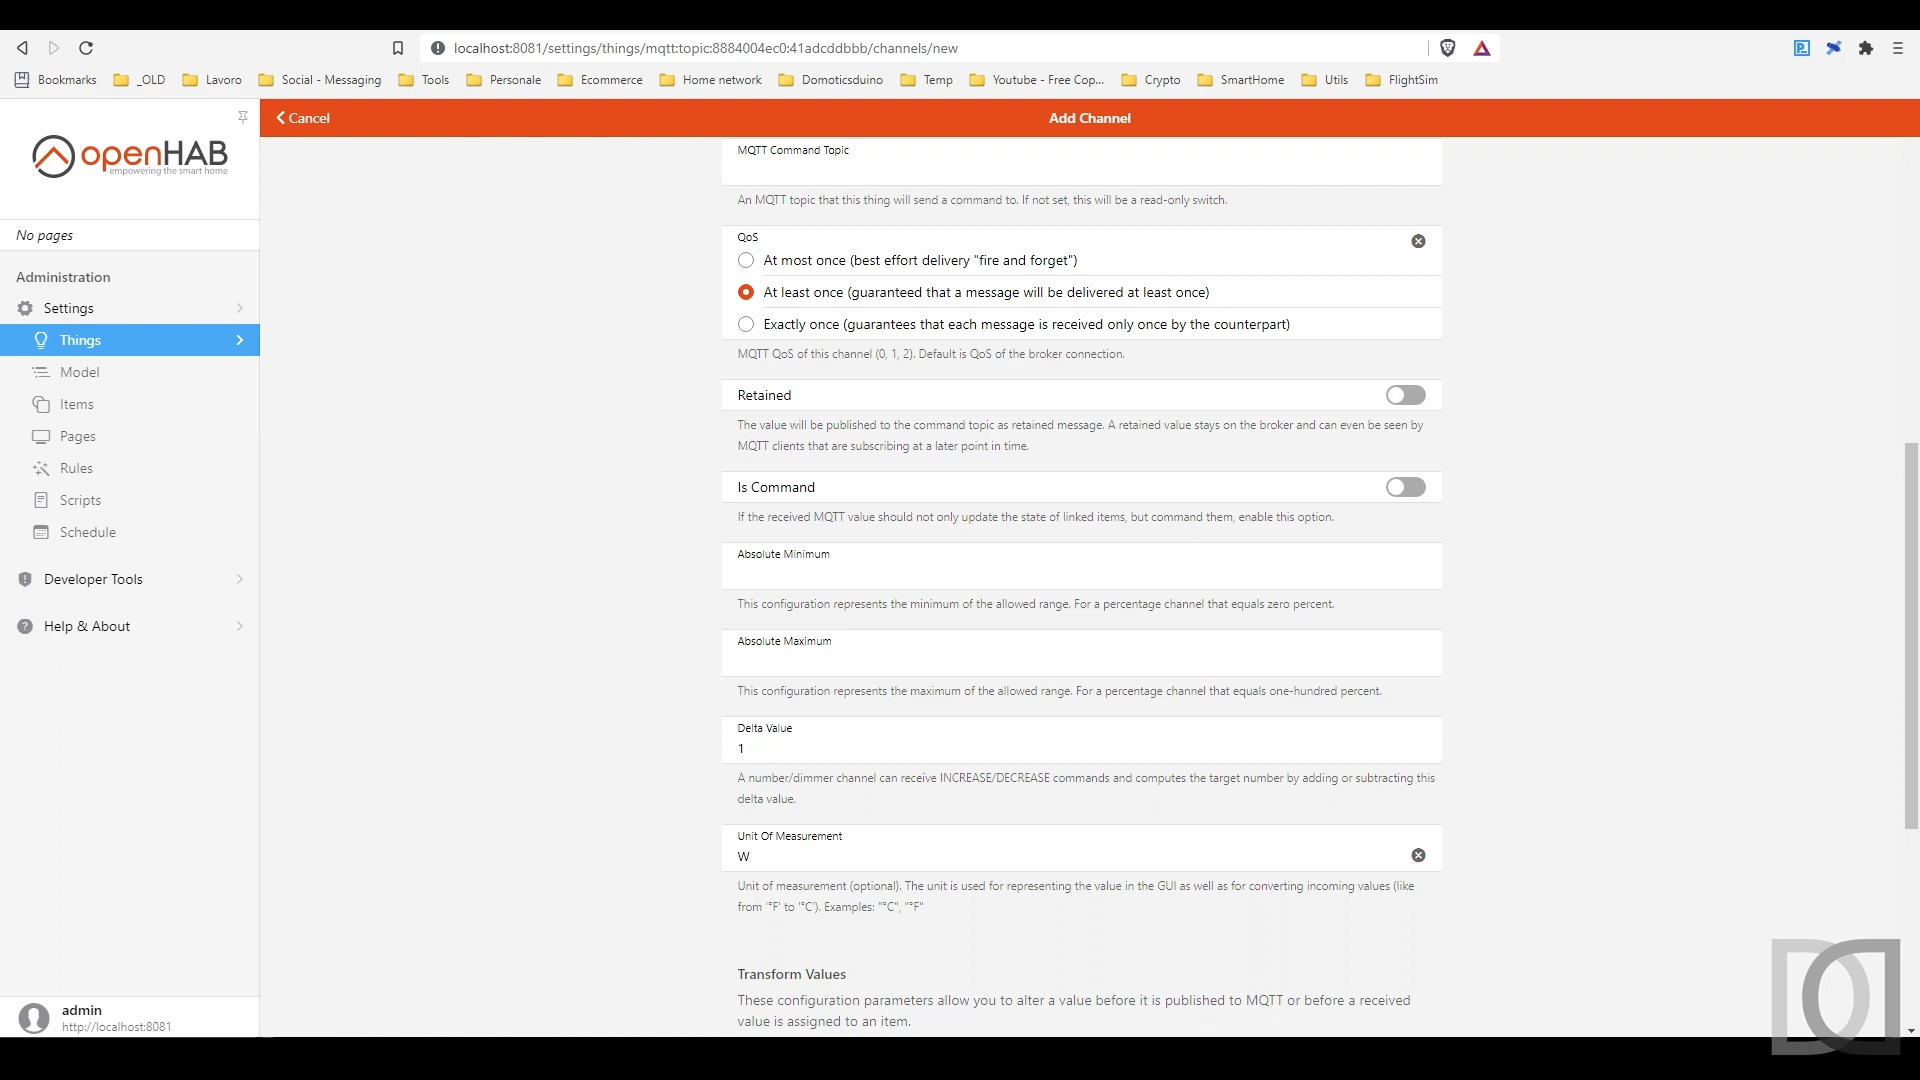 localhost:8081/settings/things/mqtt:topic:8884004ec0:41adcddbbb/channels/new
Bookmarks
_OLD
Lavoro
Social - Messaging
Tools
Personale
Ecommerce
Home network
Domoticsduino
Temp
Youtube - Free Cop...
Crypto
SmartHome
Utils
FlightSim
openHAB
empowering the smart home
No pages
Administration
Settings
Things
Model
Items
Pages
Rules
Scripts
Schedule
Developer Tools
Help & About
admin
http://localhost:8081
Cancel
Add Channel
MQTT Command Topic
An MQTT topic that this thing will send a command to. If not set, this will be a read-only switch.
QoS
At most once (best effort delivery "fire and forget")
At least once (guaranteed that a message will be delivered at least once)
Exactly once (guarantees that each message is received only once by the counterpart)
MQTT QoS of this channel (0, 1, 2). Default is QoS of the broker connection.
Retained
The value will be published to the command topic as retained message. A retained value stays on the broker and can even be seen by
MQTT clients that are subscribing at a later point in time.
Is Command
If the received MQTT value should not only update the state of linked items, but command them, enable this option.
Absolute Minimum
This configuration represents the minimum of the allowed range. For a percentage channel that equals zero percent.
Absolute Maximum
This configuration represents the maximum of the allowed range. For a percentage channel that equals one-hundred percent.
Delta Value
1
A number/dimmer channel can receive INCREASE/DECREASE commands and computes the target number by adding or subtracting this
delta value.
Unit Of Measurement
W
Unit of measurement (optional). The unit is used for representing the value in the GUI as well as for converting incoming values (like
from '°F' to '°C'). Examples: "°C", "°F"
Transform Values
These configuration parameters allow you to alter a value before it is published to MQTT or before a received
value is assigned to an item.